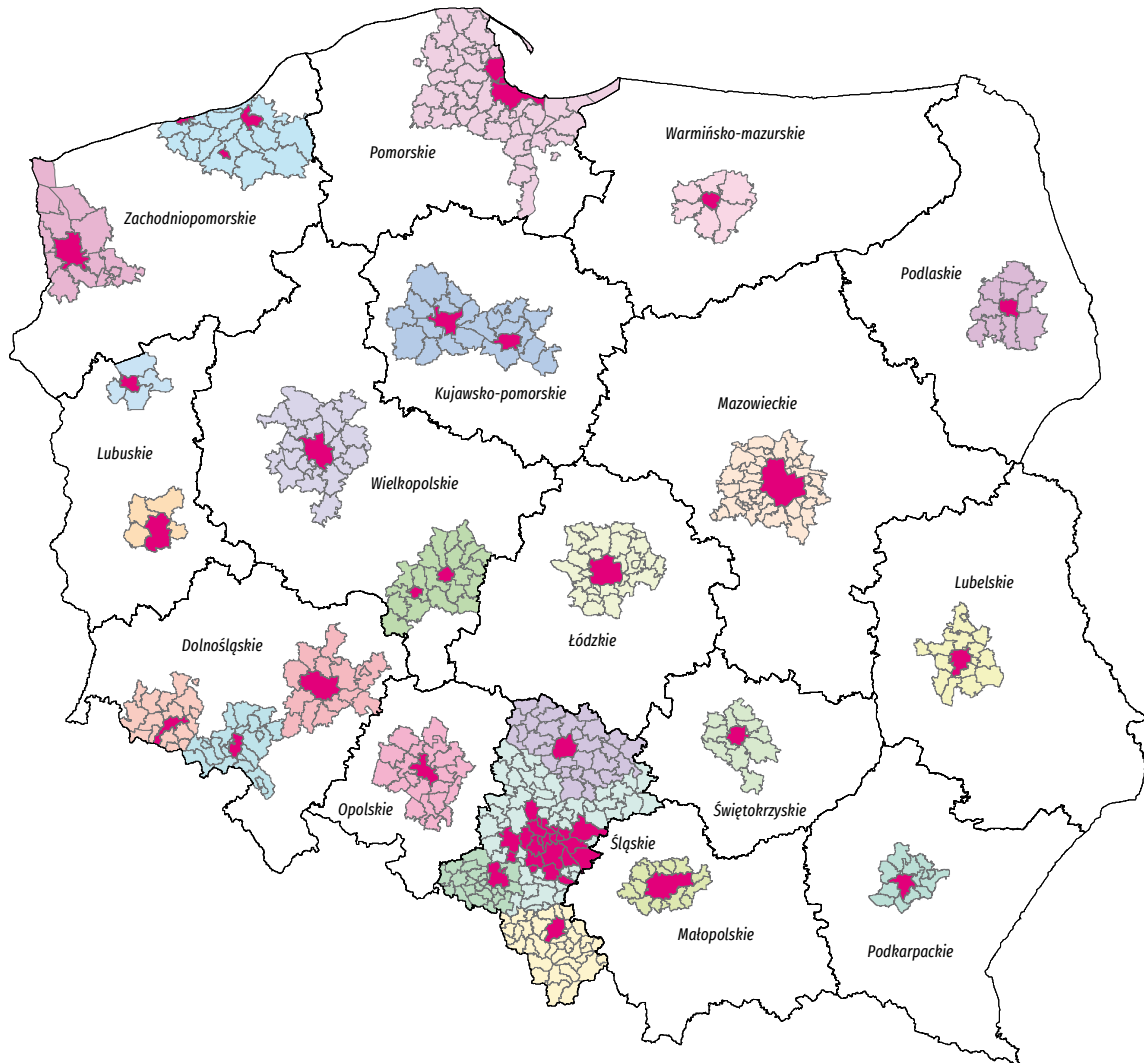 Warmińsko-mazurskie
Pomorskie
Zachodniopomorskie
Podlaskie
Kujawsko-pomorskie
Mazowieckie
Lubuskie
Wielkopolskie
Lubelskie
Dolnośląskie
Łódzkie
Opolskie
Świętokrzyskie
Śląskie
Małopolskie
Podkarpackie